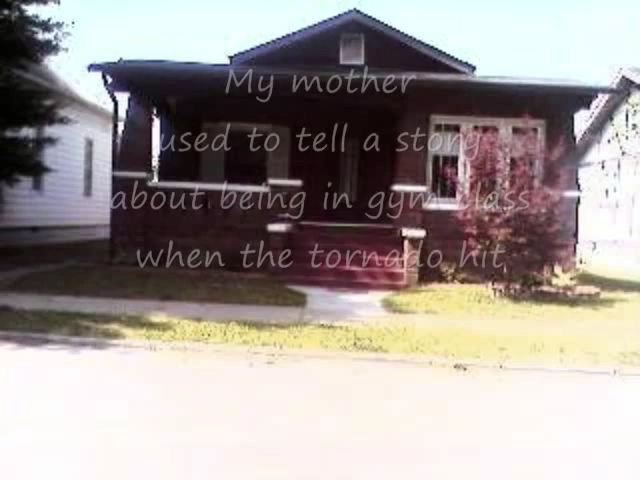 My mother
used to tell a story
about being in gym class
when the tornado hit,